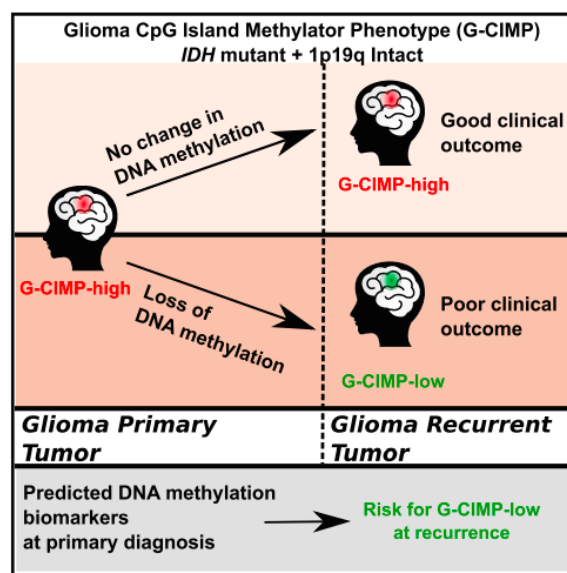 Glioma CpG Island Methylator Phenotype (G-CIMP)
IDH mutant + 1p19q Intact
No change in
DNA methylation
Good clinical
outcome
G-CIMP-high
G-CIMP-high
Loss of
DNA methylation
Poor clinical
outcome
G-CIMP-low
Glioma Primary
Tumor
Glioma Recurrent
Tumor
Predicted DNA methylation
biomarkers
at primary diagnosis
Risk for G-CIMP-low
at recurrence